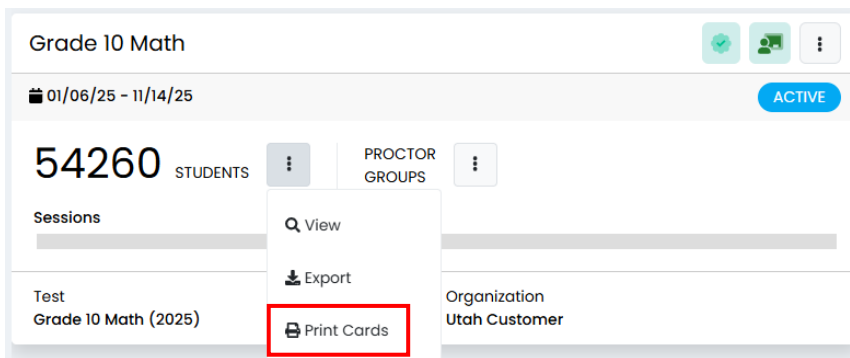 Grade 10 Math
01/06/25 - 11/14/25
ACTIVE
54260 STUDENTS
PROCTOR
GROUPS
Sessions
View
Export
Print Cards
Test
Grade 10 Math (2025)
Organization
Utah Customer